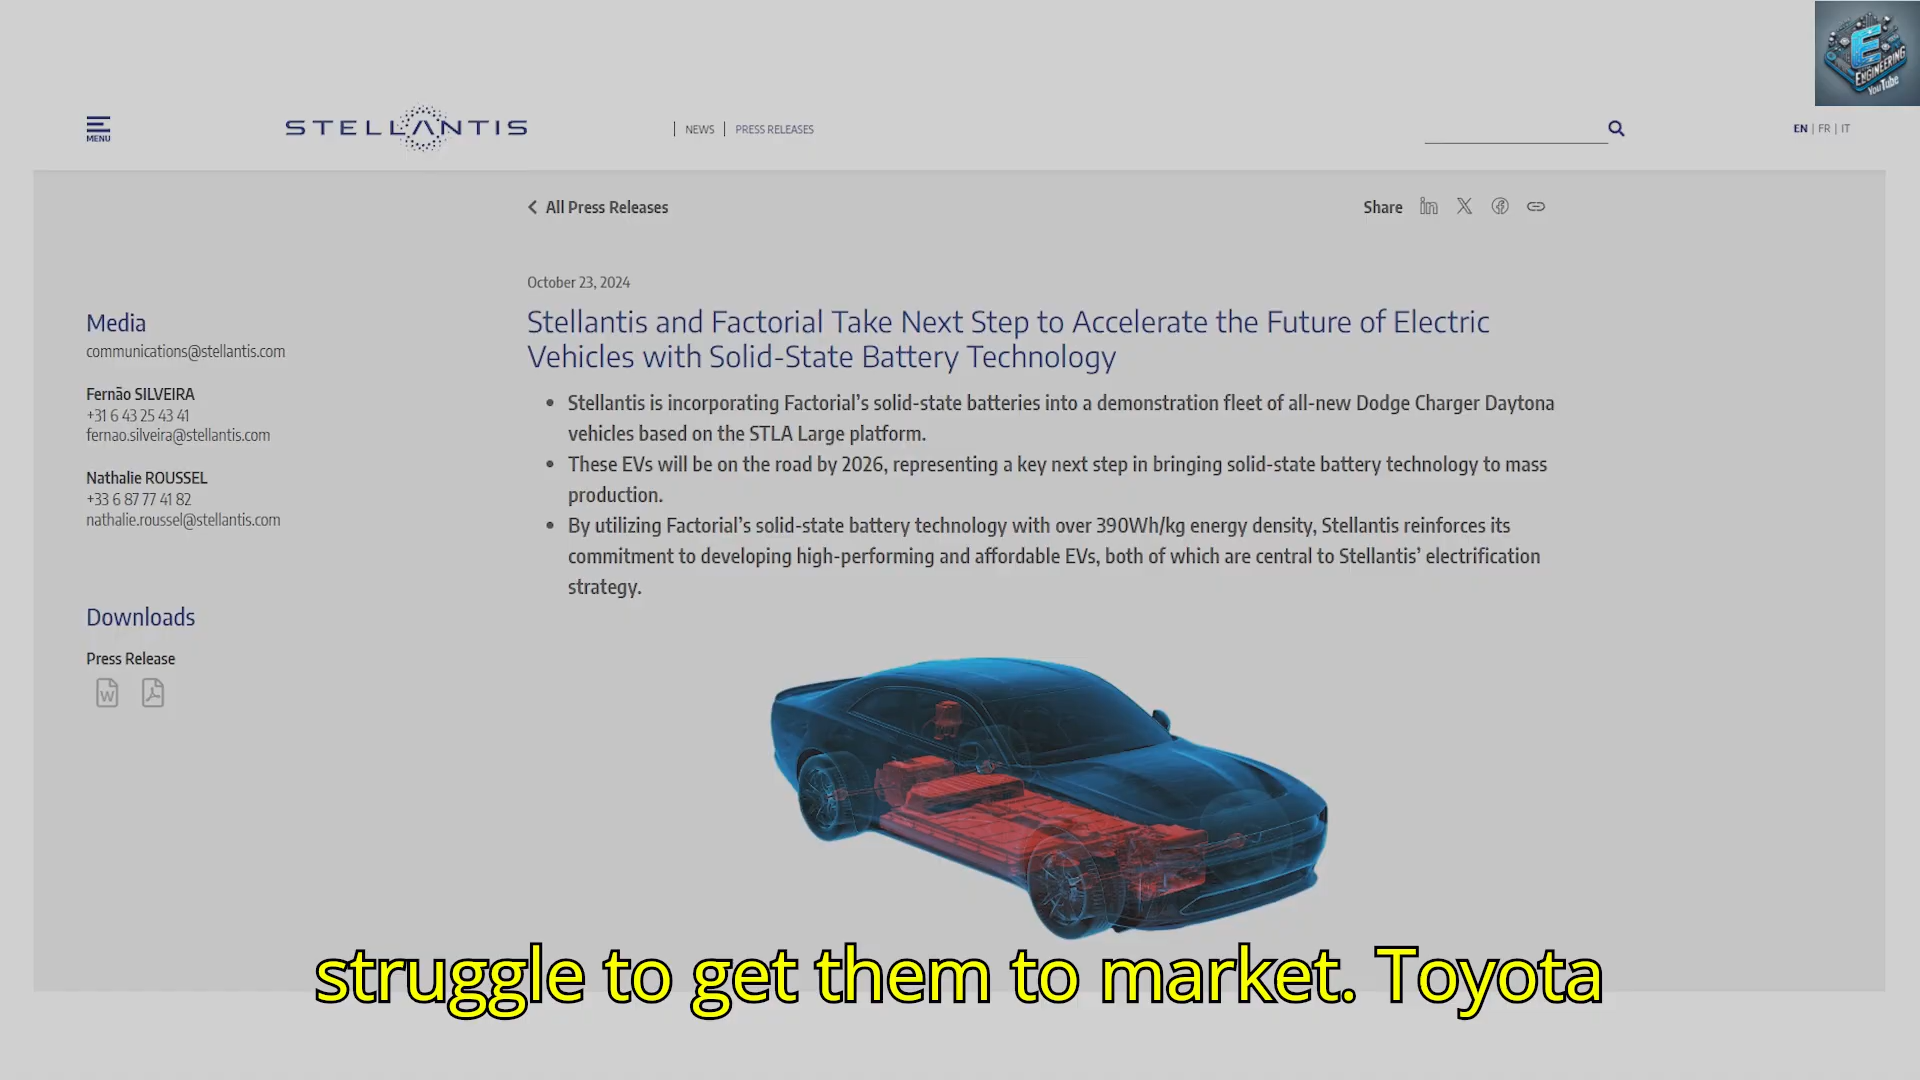 E
ENGINEERING
YouTube
MENU
STELLANTIS
| NEWS | PRESS RELEASES
EN | FR | IT
All Press Releases
Share
October 23, 2024
Stellantis and Factorial Take Next Step to Accelerate the Future of Electric
Vehicles with Solid-State Battery Technology
• Stellantis is incorporating Factorial’s solid-state batteries into a demonstration fleet of all-new Dodge Charger Daytona
vehicles based on the STLA Large platform.
• These EVs will be on the road by 2026, representing a key next step in bringing solid-state battery technology to mass
production.
• By utilizing Factorial’s solid-state battery technology with over 390Wh/kg energy density, Stellantis reinforces its
commitment to developing high-performing and affordable EVs, both of which are central to Stellantis’ electrification
strategy.
Media
communications@stellantis.com
Fernão SILVEIRA
+31 6 43 25 43 41
fernao.silveira@stellantis.com
Nathalie ROUSSEL
+33 6 87 77 41 82
nathalie.roussel@stellantis.com
Downloads
Press Release
W
struggle to get them to market. Toyota